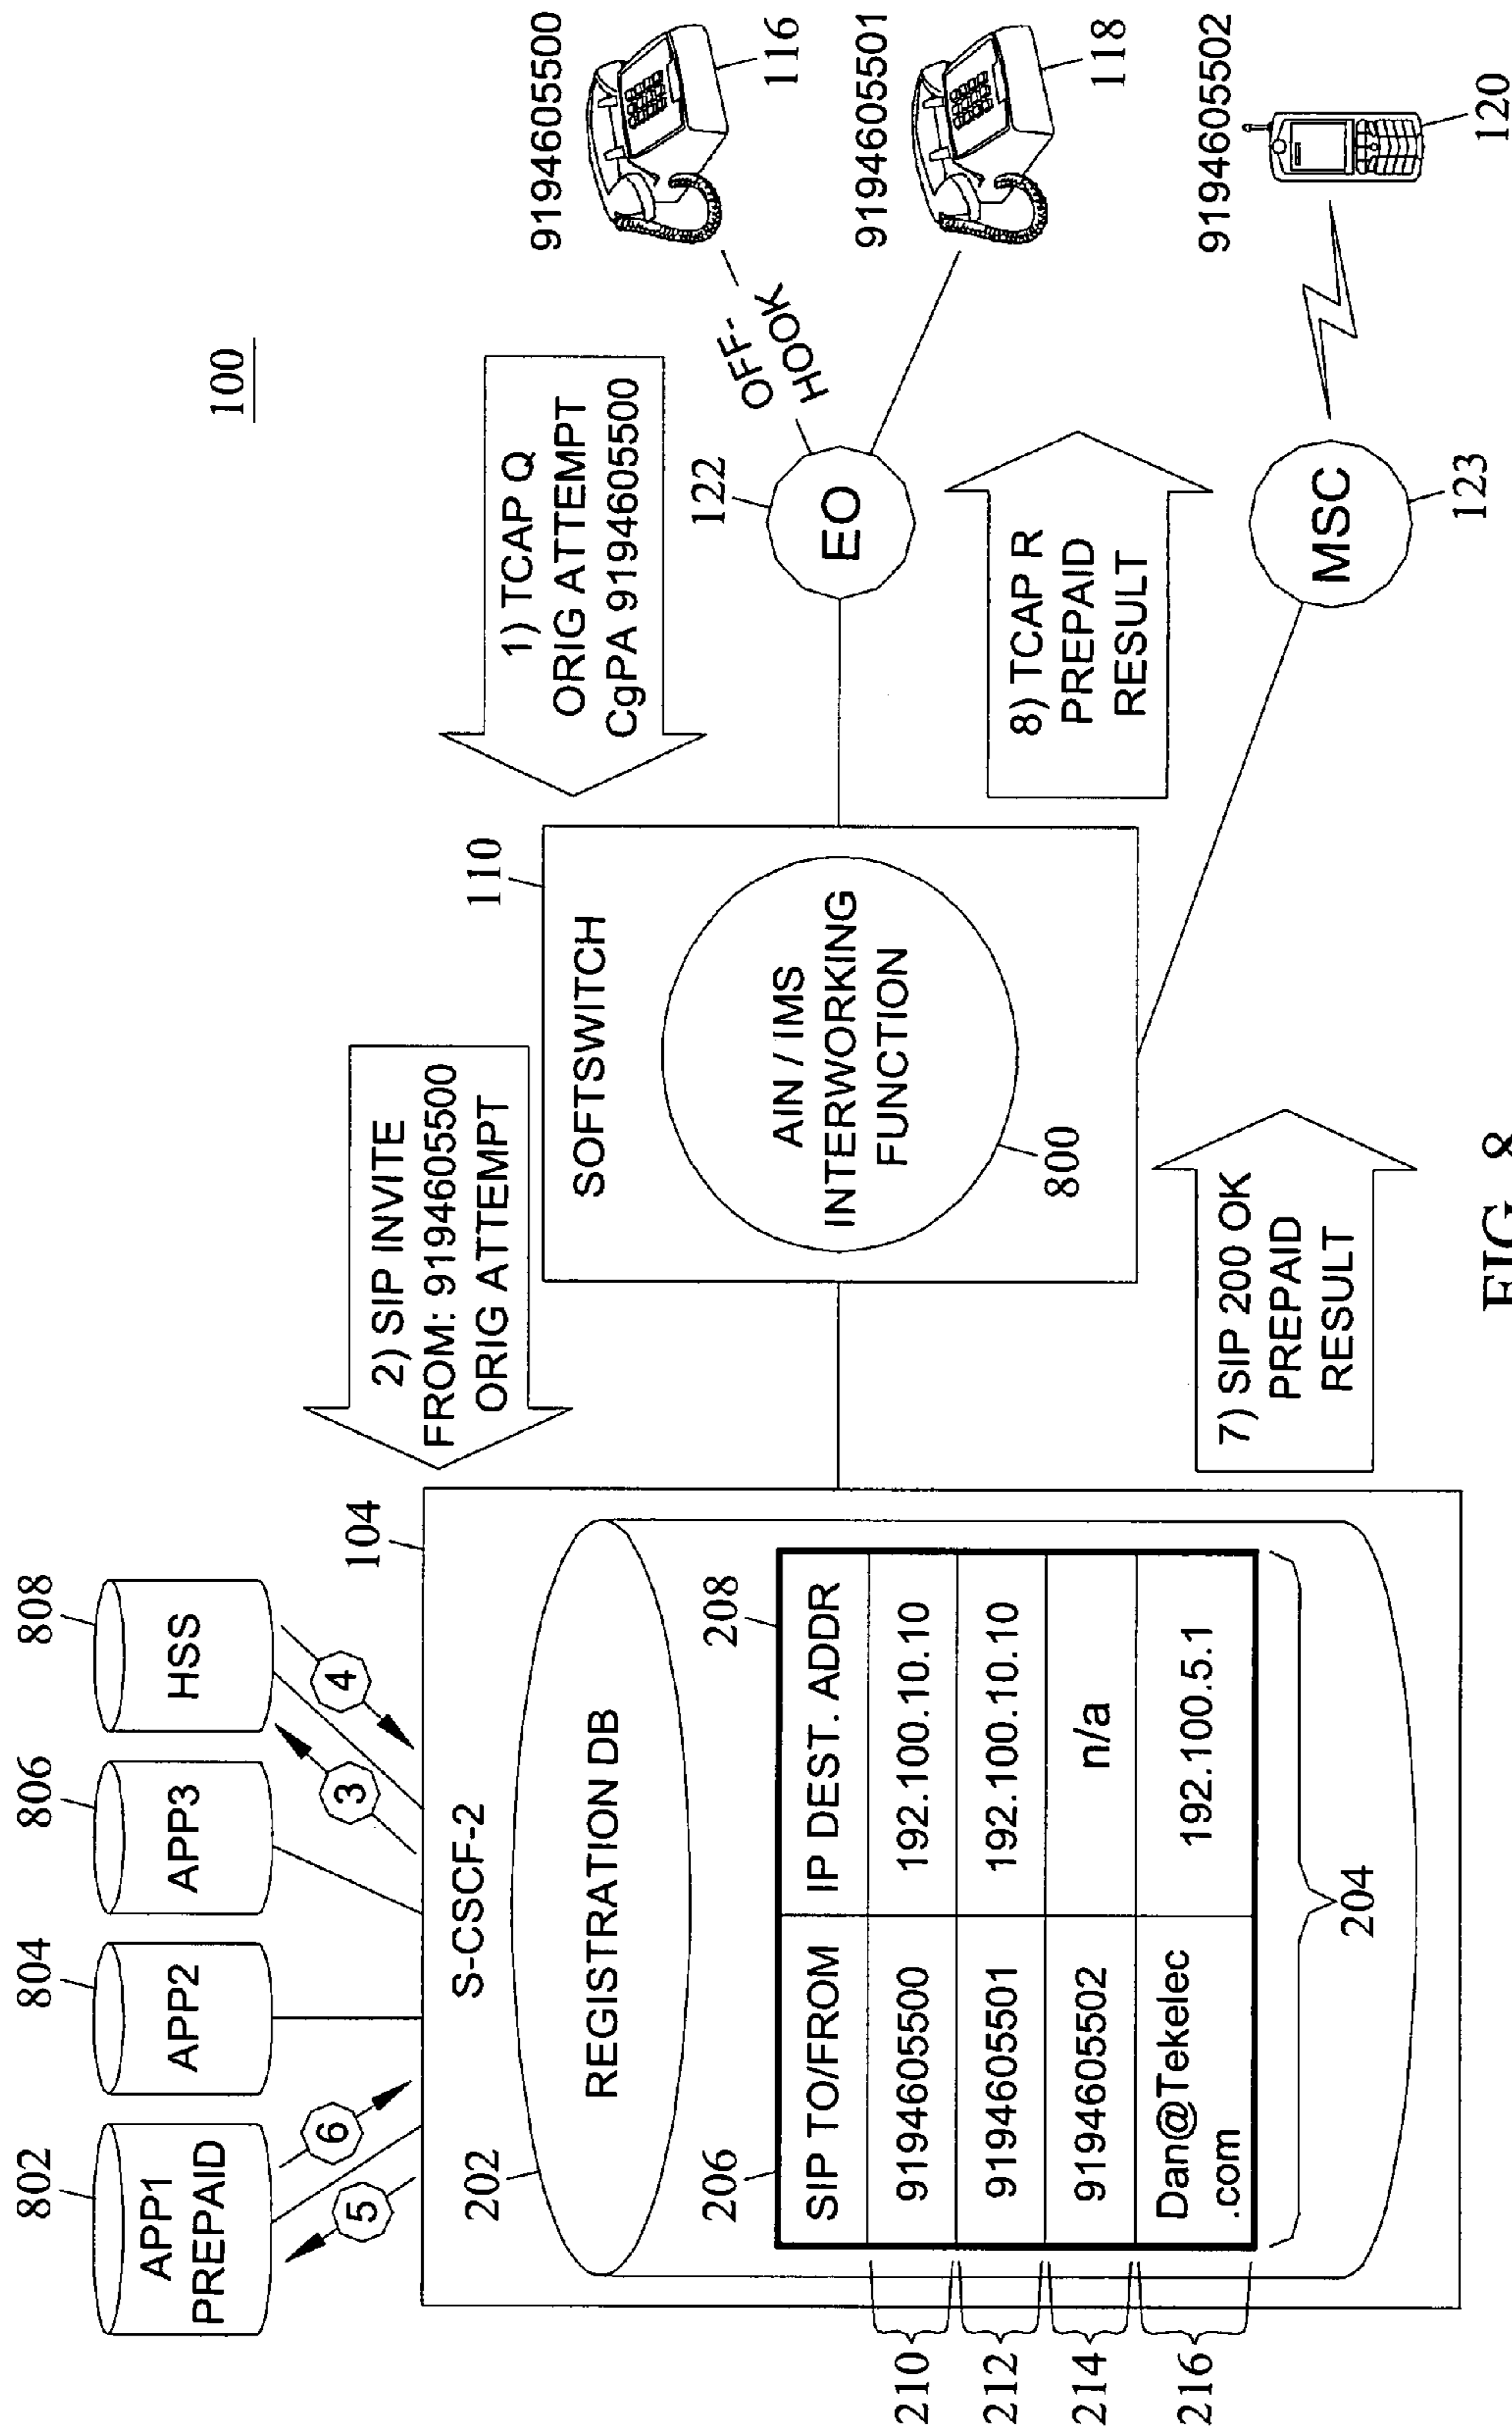 100
802
804
806
808
APP1
PREPAID
APP2
APP3
HSS
5
6
3
4
104
S-CSCF-2
202
REGISTRATION DB
206
208
SIP TO/FROM IP DEST. ADDR
9194605500 192.100.10.10
9194605501 192.100.10.10
9194605502 n/a
Dan@Tekelec
.com
192.100.5.1
210
212
214
216
204
2) SIP INVITE
FROM: 9194605500
ORIG ATTEMPT
110
SOFTSWITCH
AIN / IMS
INTERWORKING
FUNCTION
800
7) SIP 200 OK
PREPAID
RESULT
1) TCAP Q
ORIG ATTEMPT
CgPA 9194605500
122
EO
OFF-
HOOK
8) TCAP R
PREPAID
RESULT
MSC
123
9194605500
116
9194605501
118
9194605502
120
FIG. 8